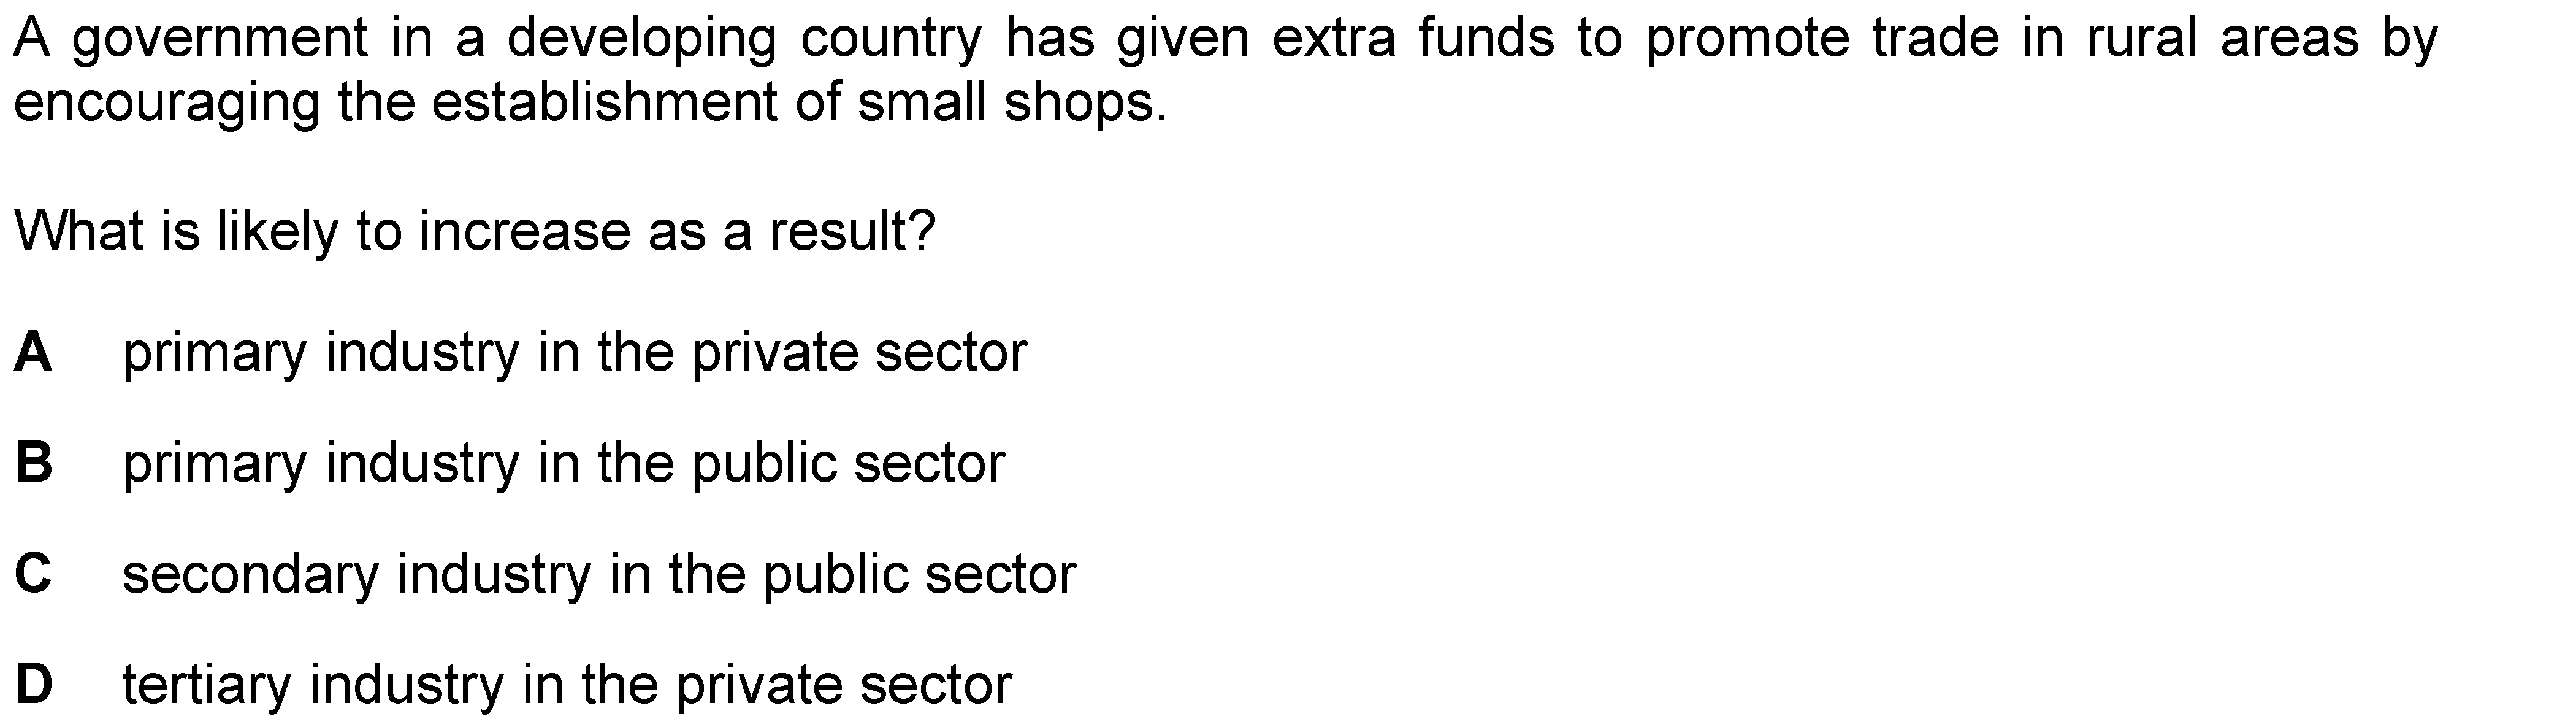 A government in a developing country has given extra funds to promote trade in rural areas by
encouraging the establishment of small shops.
What is likely to increase as a result?
A primary industry in the private sector
B primary industry in the public sector
C secondary industry in the public sector
D tertiary industry in the private sector